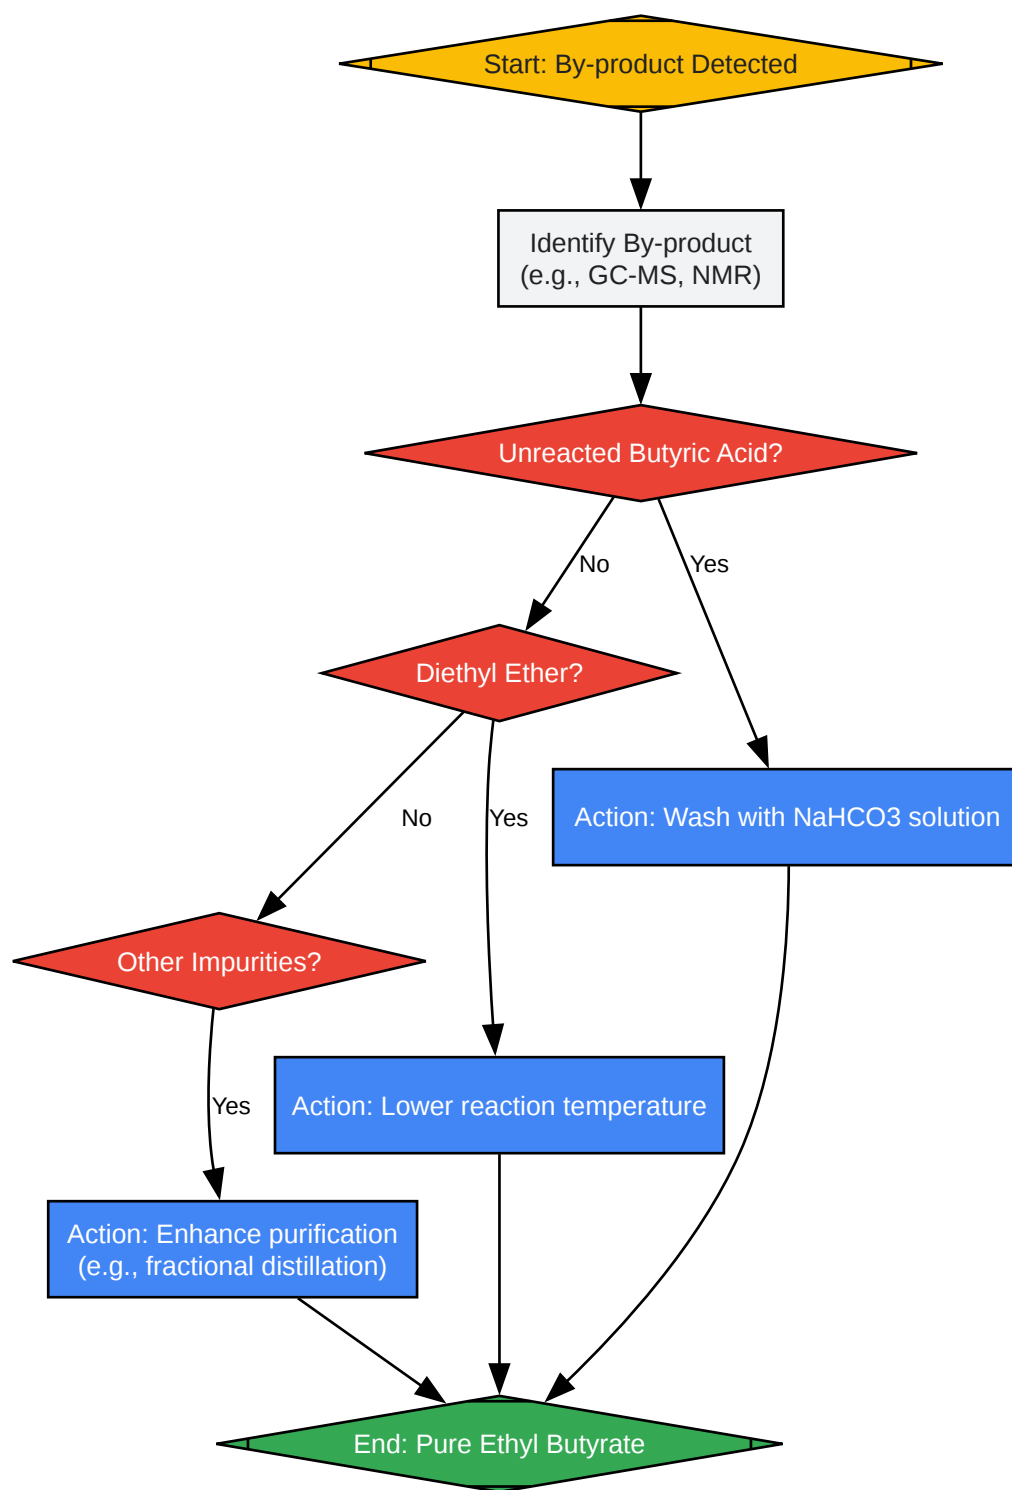 Start: By-product Detected
Identify By-product
(e.g., GC-MS, NMR)
Unreacted Butyric Acid?
No
Yes
Diethyl Ether?
No
Yes
Action: Wash with NaHCO3 solution
Other Impurities?
Yes
Action: Lower reaction temperature
Action: Enhance purification
(e.g., fractional distillation)
End: Pure Ethyl Butyrate